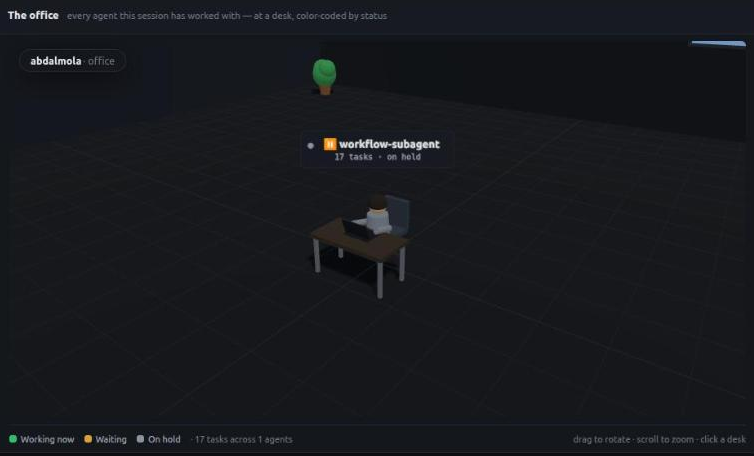 The office every agent this session has worked with — at a desk, color-coded by status
abdalmola · office
workflow-subagent
17 tasks · on hold
Working now Waiting On hold · 17 tasks across 1 agents drag to rotate · scroll to zoom · click a desk